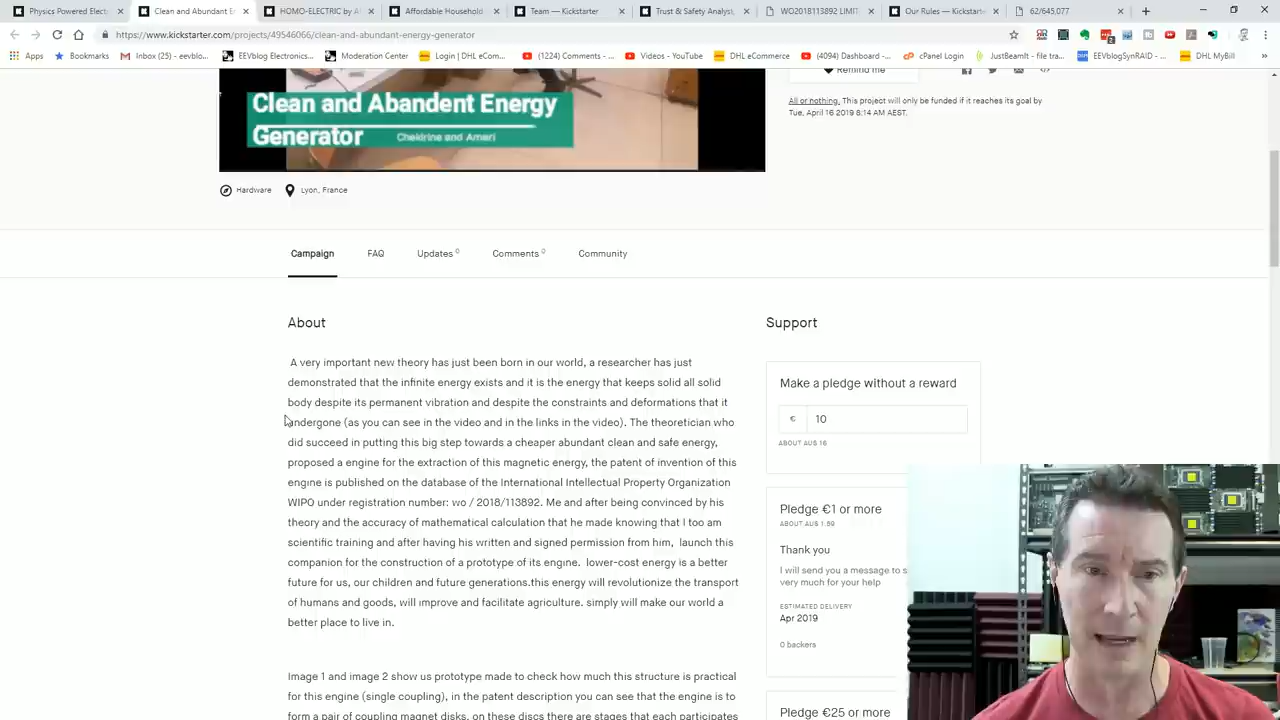 Physics Powered E
Clean and Abundant E
HOMO-ELECTRIC by A
Affordable Household
Team — Kickstarter
Trust & Safety Analyst
WO2018113892 LIMIT
Our Rules — Kickstart
62/645,077
https://www.kickstarter.com/projects/49546066/clean-and-abundant-energy-generator
Apps
Bookmarks
Inbox (25) - eevblo
EEVblog Electronics
Moderation Center
Login | DHL eCom
(1224) Comments -
Videos - YouTube
DHL eCommerce
(4094) Dashboard -
cPanel Login
JustBeamIt - file tra
EEVblogSynRAID -
DHL MyBill
Clean and Abandent Energy
Generator
Chekirine and Ameri
Remind me
All or nothing. This project will only be funded if it reaches its goal by
Tue, April 16 2019 8:14 AM AEST.
Hardware
Lyon, France
Campaign
FAQ
Updates 0
Comments 0
Community
About
A very important new theory has just been born in our world, a researcher has just
demonstrated that the infinite energy exists and it is the energy that keeps solid all solid
body despite its permanent vibration and despite the constraints and deformations that it
undergone (as you can see in the video and in the links in the video). The theoretician who
did succeed in putting this big step towards a cheaper abundant clean and safe energy,
proposed a engine for the extraction of this magnetic energy, the patent of invention of this
engine is published on the database of the International Intellectual Property Organization
WIPO under registration number: wo / 2018/113892. Me and after being convinced by his
theory and the accuracy of mathematical calculation that he made knowing that I too am
scientific training and after having his written and signed permission from him, launch this
companion for the construction of a prototype of its engine. lower-cost energy is a better
future for us, our children and future generations.this energy will revolutionize the transport
of humans and goods, will improve and facilitate agriculture. simply will make our world a
better place to live in.
Image 1 and image 2 show us prototype made to check how much this structure is practical
for this engine (single coupling), in the patent description you can see that the engine is to
form a pair of coupling magnet disks, on these discs there are stages that each participates
Support
Make a pledge without a reward
€
10
ABOUT AU$ 16
Pledge €1 or more
ABOUT AU$ 1.59
Thank you
I will send you a message to s
very much for your help
ESTIMATED DELIVERY
Apr 2019
0 backers
Pledge €25 or more